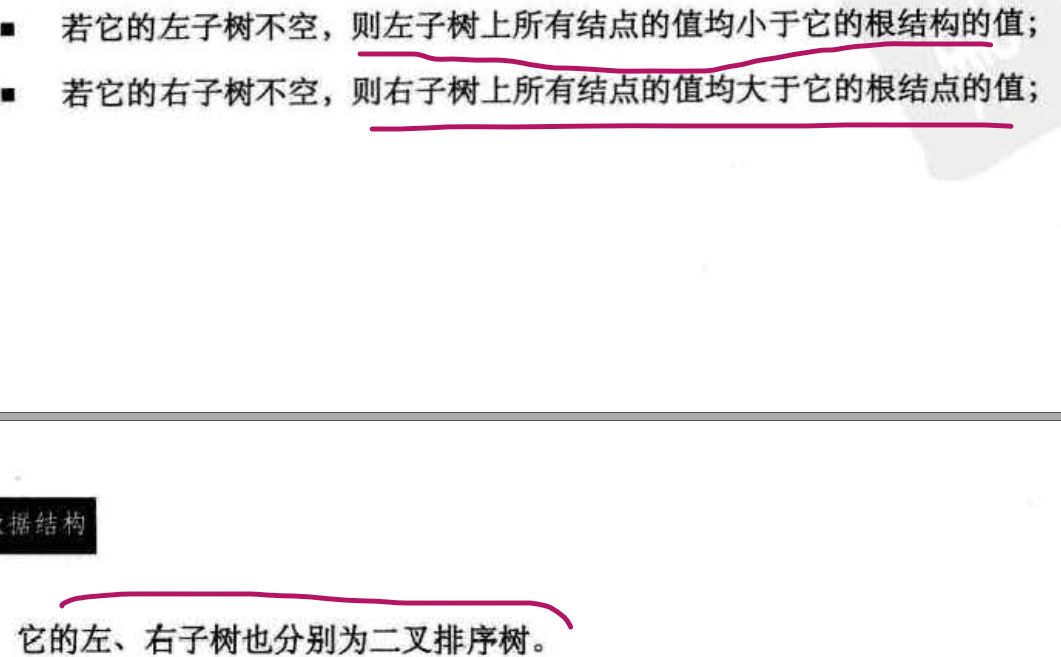 ■ 若它的左子树不空，则左子树上所有结点的值均小于它的根结构的值；
■ 若它的右子树不空，则右子树上所有结点的值均大于它的根结点的值；
据结构
它的左、右子树也分别为二叉排序树。